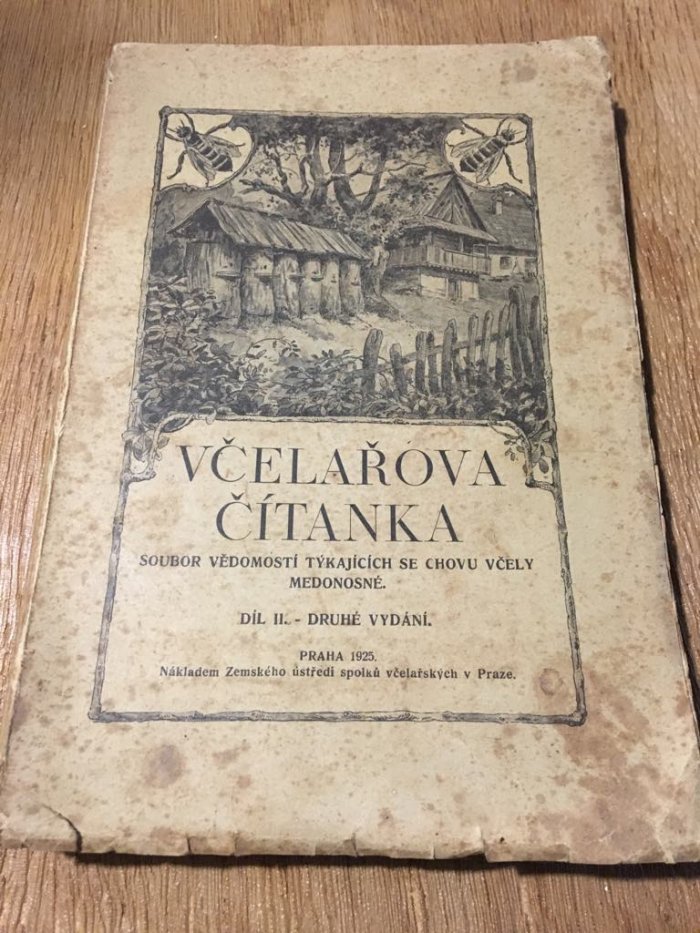 VČELAŘOVA
ČÍTANKA
SOUBOR VĚDOMOSTÍ TÝKAJÍCÍCH SE CHOVU VČELY
MEDONOSNÉ.
DÍL II. - DRUHÉ VYDÁNÍ.
PRAHA 1925.
Nákladem Zemského ústředí spolků včelařských v Praze.